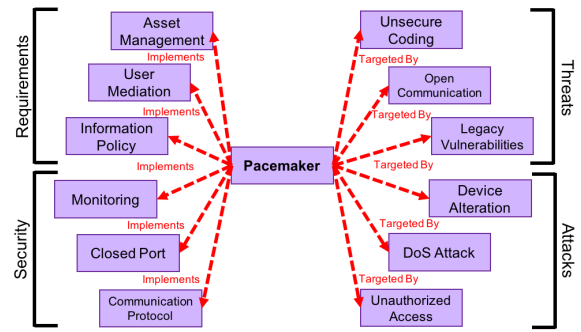 Requirements
Security
Asset
Management
Implements
User
Mediation
Implements
Information
Policy
Implements
Monitoring
Implements
Closed Port
Implements
Communication
Protocol
Pacemaker
Unsecure
Coding
Targeted By
Open
Communication
Targeted By
Legacy
Vulnerabilities
Targeted By
Device
Alteration
Targeted By
DoS Attack
Targeted By
Unauthorized
Access
Threats
Attacks